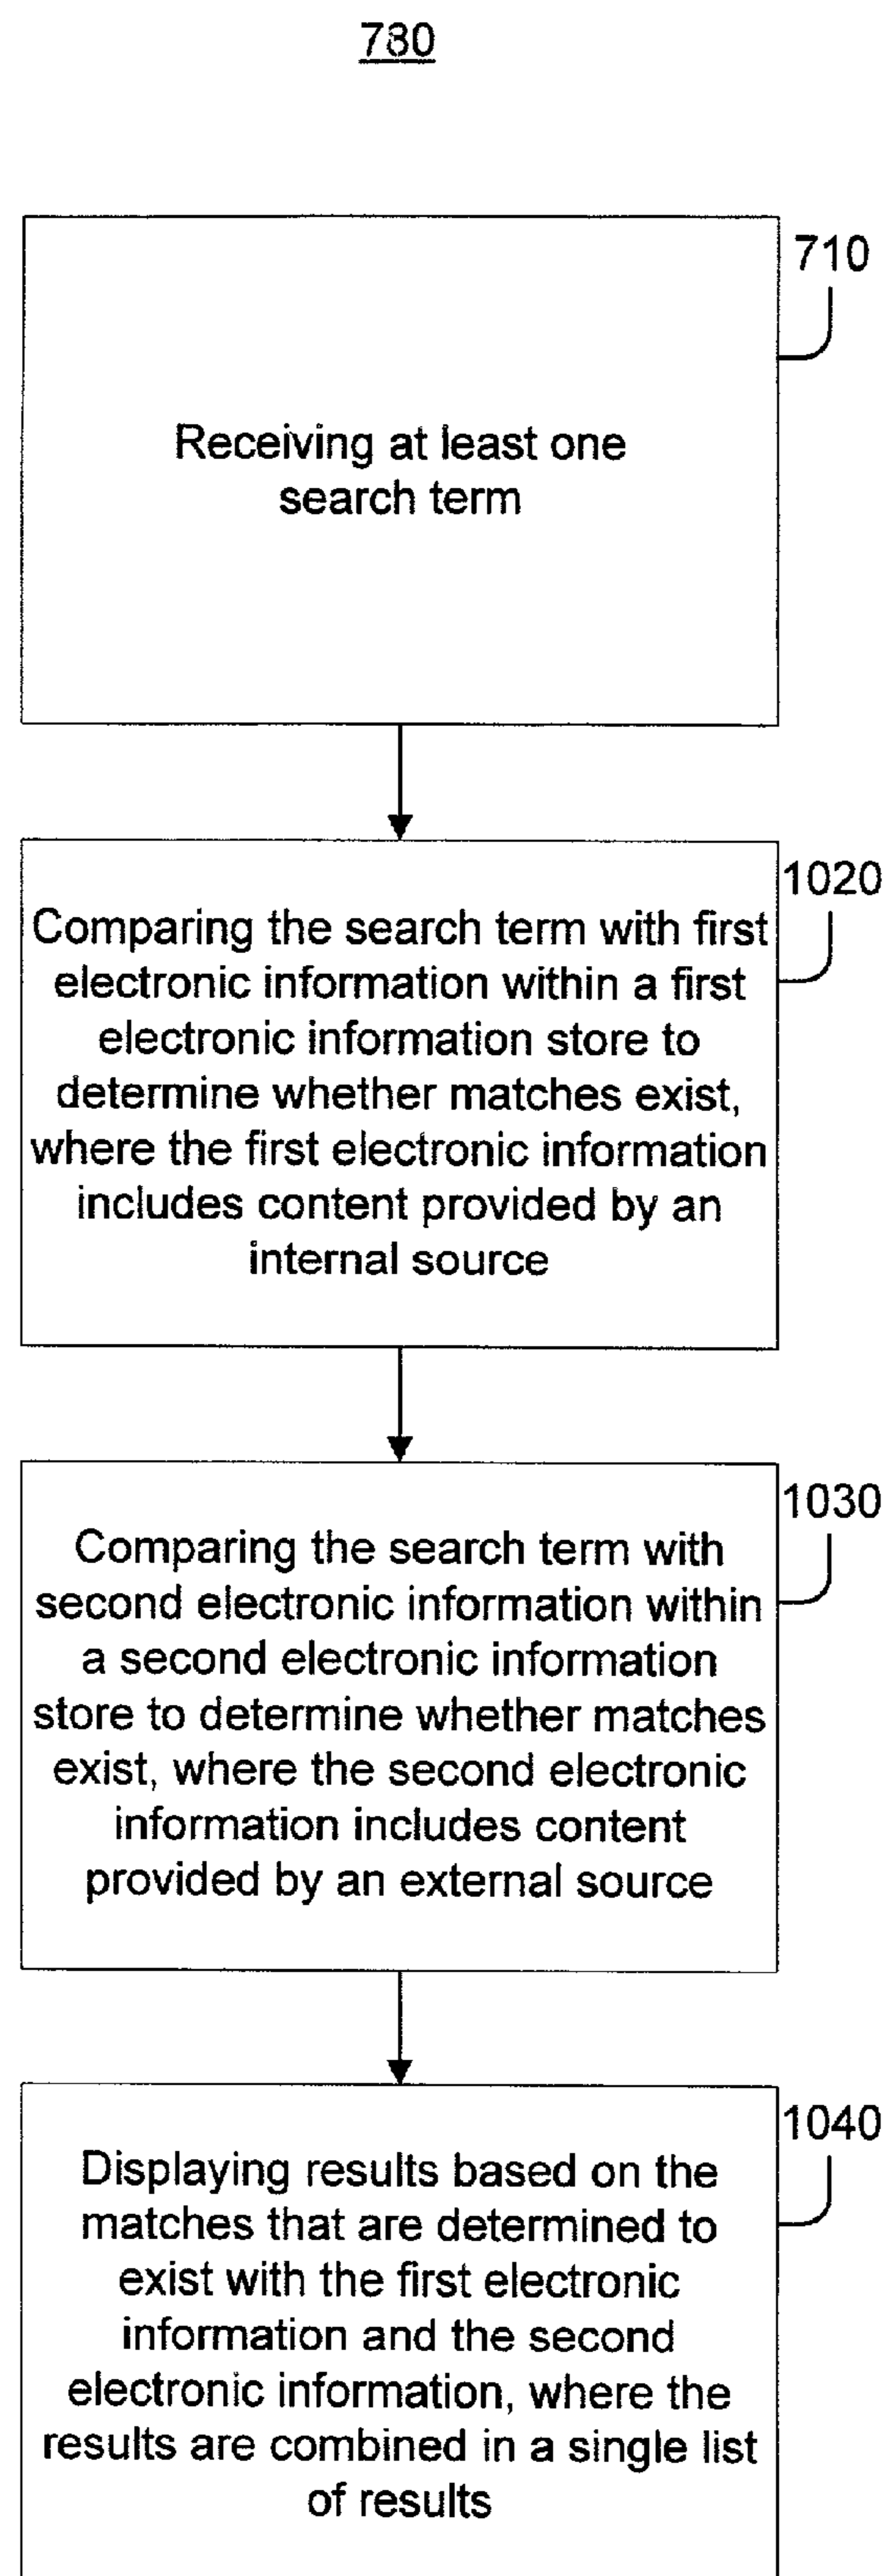 780
710
Receiving at least one
search term
1020
Comparing the search term with first
electronic information within a first
electronic information store to
determine whether matches exist,
where the first electronic information
includes content provided by an
internal source
1030
Comparing the search term with
second electronic information within
a second electronic information
store to determine whether matches
exist, where the second electronic
information includes content
provided by an external source
1040
Displaying results based on the
matches that are determined to
exist with the first electronic
information and the second
electronic information, where the
results are combined in a single list
of results